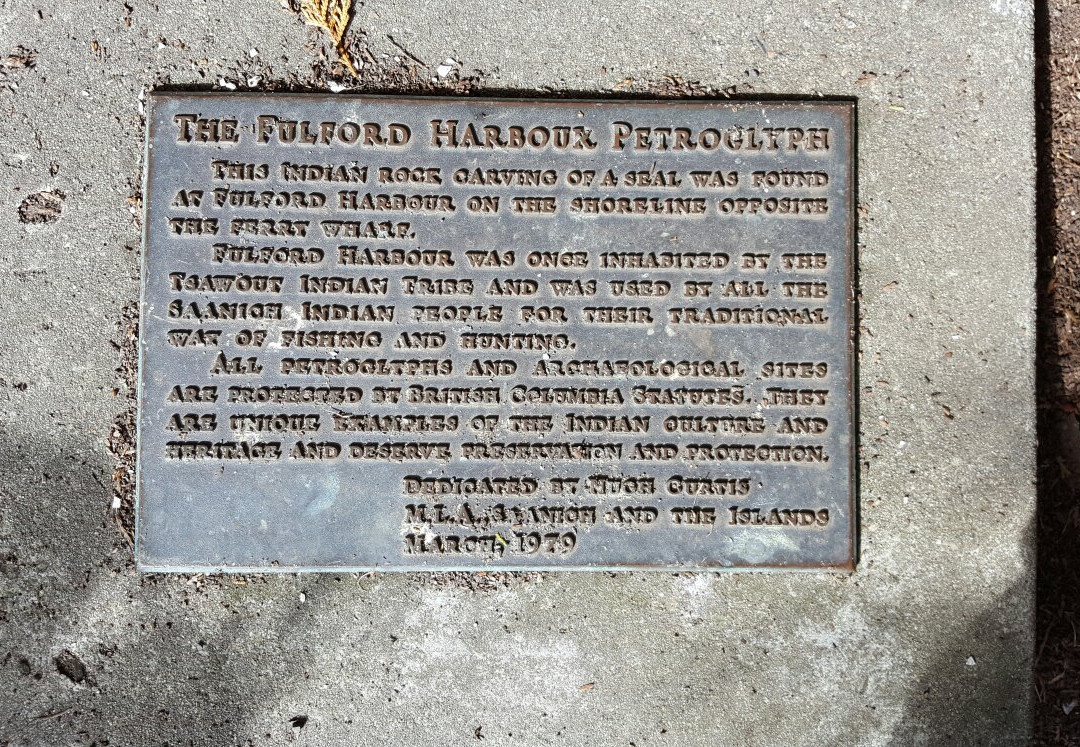 THE FULFORD HARBOUR PETROGLYPH
THIS INDIAN ROCK CARVING OF A SEAL WAS FOUND
AT FULFORD HARBOUR ON THE SHORELINE OPPOSITE
THE FERRY WHARF.
FULFORD HARBOUR WAS ONCE INHABITED BY THE
TSAWOUT INDIAN TRIBE AND WAS USED BY ALL THE
SAANICH INDIAN PEOPLE FOR THEIR TRADITIONAL
WAY OF FISHING AND HUNTING.
ALL PETROGLYPHS AND ARCHAEOLOGICAL SITES
ARE PROTECTED BY BRITISH COLUMBIA STATUTES. THEY
ARE UNIQUE EXAMPLES OF THE INDIAN CULTURE AND
HERITAGE AND DESERVE PRESERVATION AND PROTECTION.
DEDICATED BY HUGH CURTIS
M.L.A., SAANICH AND THE ISLANDS
MARCH, 1979